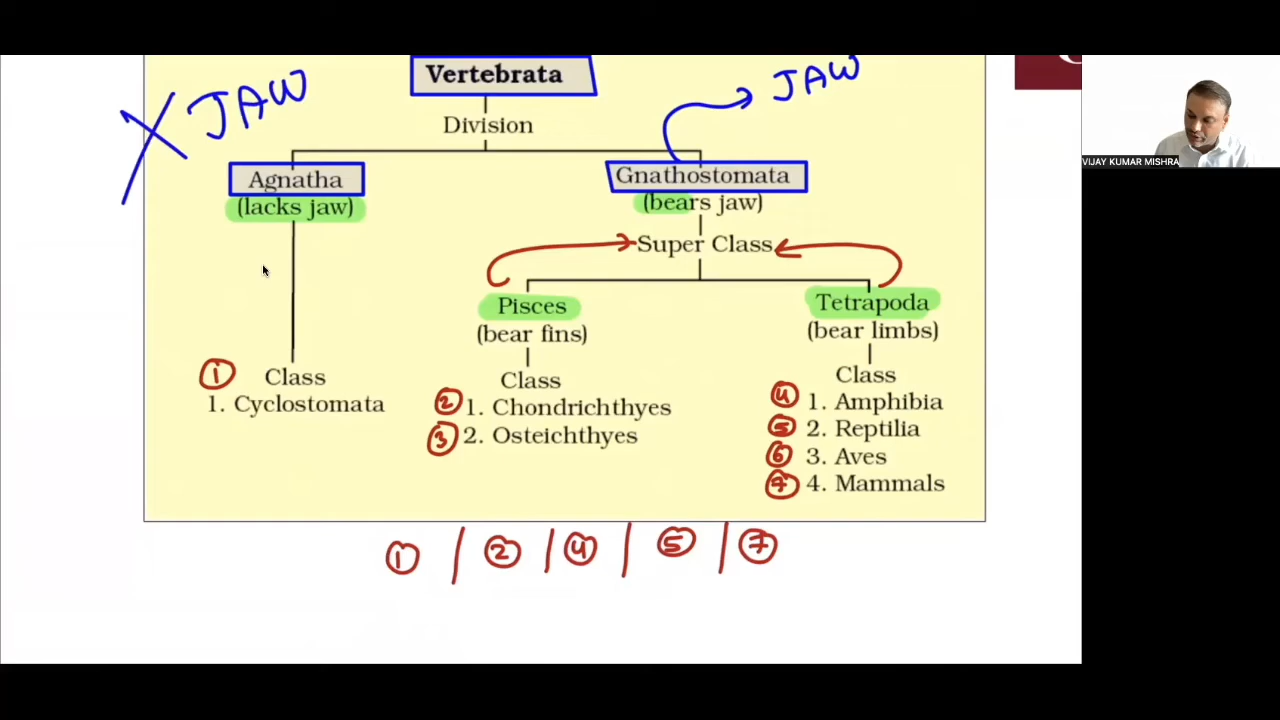 Vertebrata
X JAW
JAW
Division
Agnatha
(lacks jaw)
Gnathostomata
(bears jaw)
Super Class
Pisces
(bear fins)
Tetrapoda
(bear limbs)
① Class
1. Cyclostomata
Class
② 1. Chondrichthyes
③ 2. Osteichthyes
Class
④ 1. Amphibia
⑤ 2. Reptilia
⑥ 3. Aves
⑦ 4. Mammals
① / ② / ④ / ⑤ / ⑦
VIJAY KUMAR MISHRA